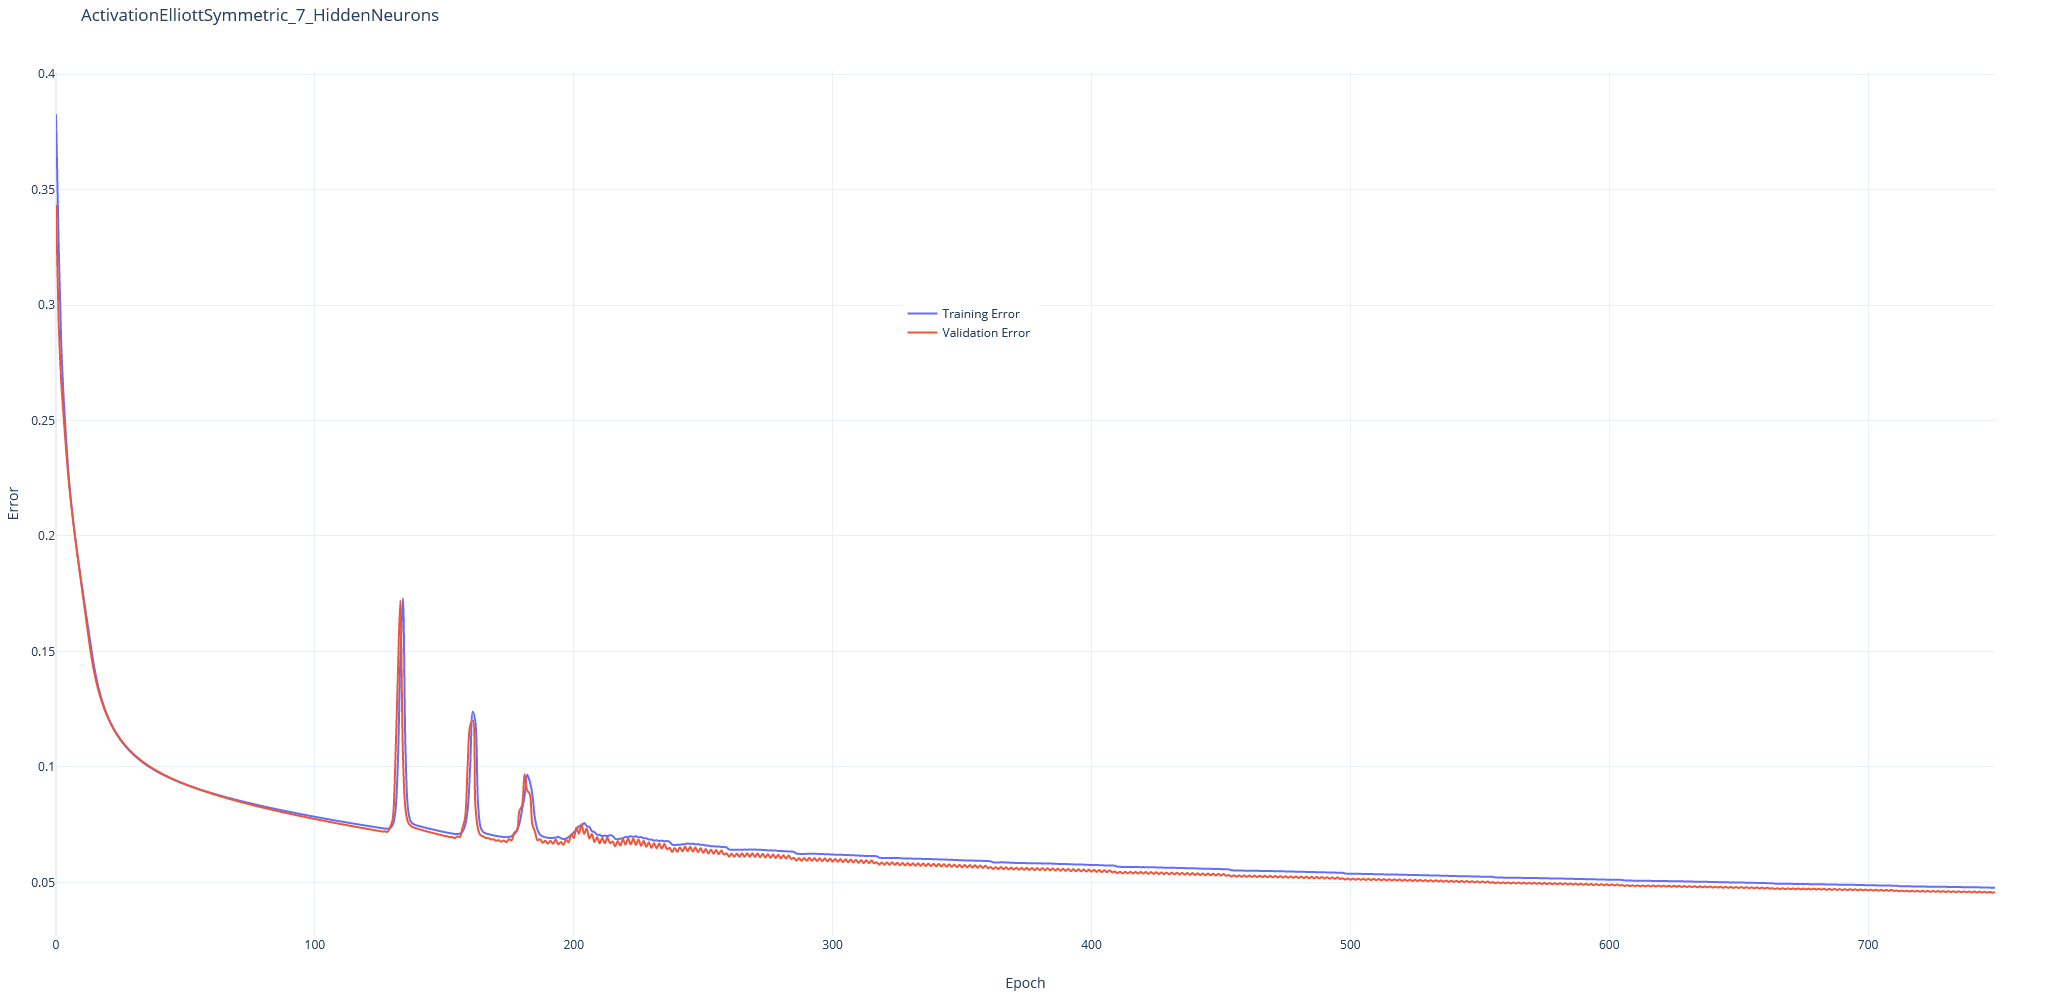 ActivationElliottSymmetric_7_HiddenNeurons
0.4
0.35
0.3
0.25
0.2
0.15
0.1
0.05
Error
Training Error
Validation Error
0 100 200 300 400 500 600 700
Epoch